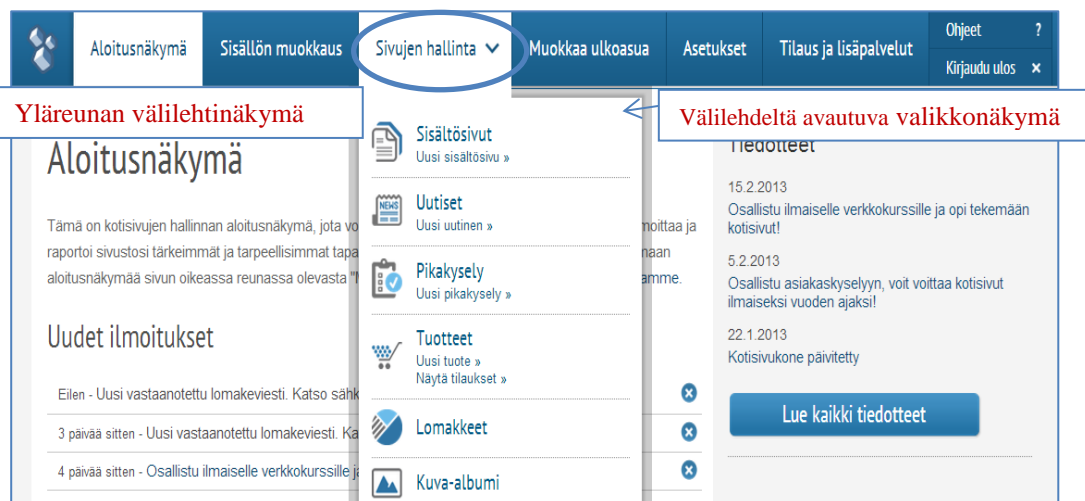 Aloitusnäkymä
Sisällön muokkaus
Sivujen hallinta
Muokkaa ulkoasua
Asetukset
Tilaus ja lisäpalvelut
Ohjeet ?
Kirjaudu ulos ×
Yläreunan välilehtinäkymä
Välilehdeltä avautuva valikkonäkymä
Aloitusnäkymä
Tämä on kotisivujen hallinnan aloitusnäkymä, jota
raportoi sivustosi tärkeimmät ja tarpeellisimmat
aloitusnäkymää sivun oikeassa reunassa olevasta
ja
Uudet ilmoitukset
Eilen - Uusi vastaanotettu lomakeviesti. Katso
3 päivää sitten - Uusi vastaanotettu lomakeviesti.
4 päivää sitten - Osallistu ilmaiselle verkkokurssille
Sisältösivut
Uusi sisältösivu »
NEWS
Uutiset
Uusi uutinen »
Pikakysely
Uusi pikakysely »
Tuotteet
Uusi tuote »
Näytä tilaukset »
Lomakkeet
Kuva-albumi
Tiedotteet
15.2.2013
Osallistu ilmaiselle verkkokurssille ja opi tekemään
kotisivut!
5.2.2013
Osallistu asiakaskyselyyn, voit voittaa kotisivut
ilmaiseksi vuoden ajaksi!
22.1.2013
Kotisivukone päivitetty
Lue kaikki tiedotteet